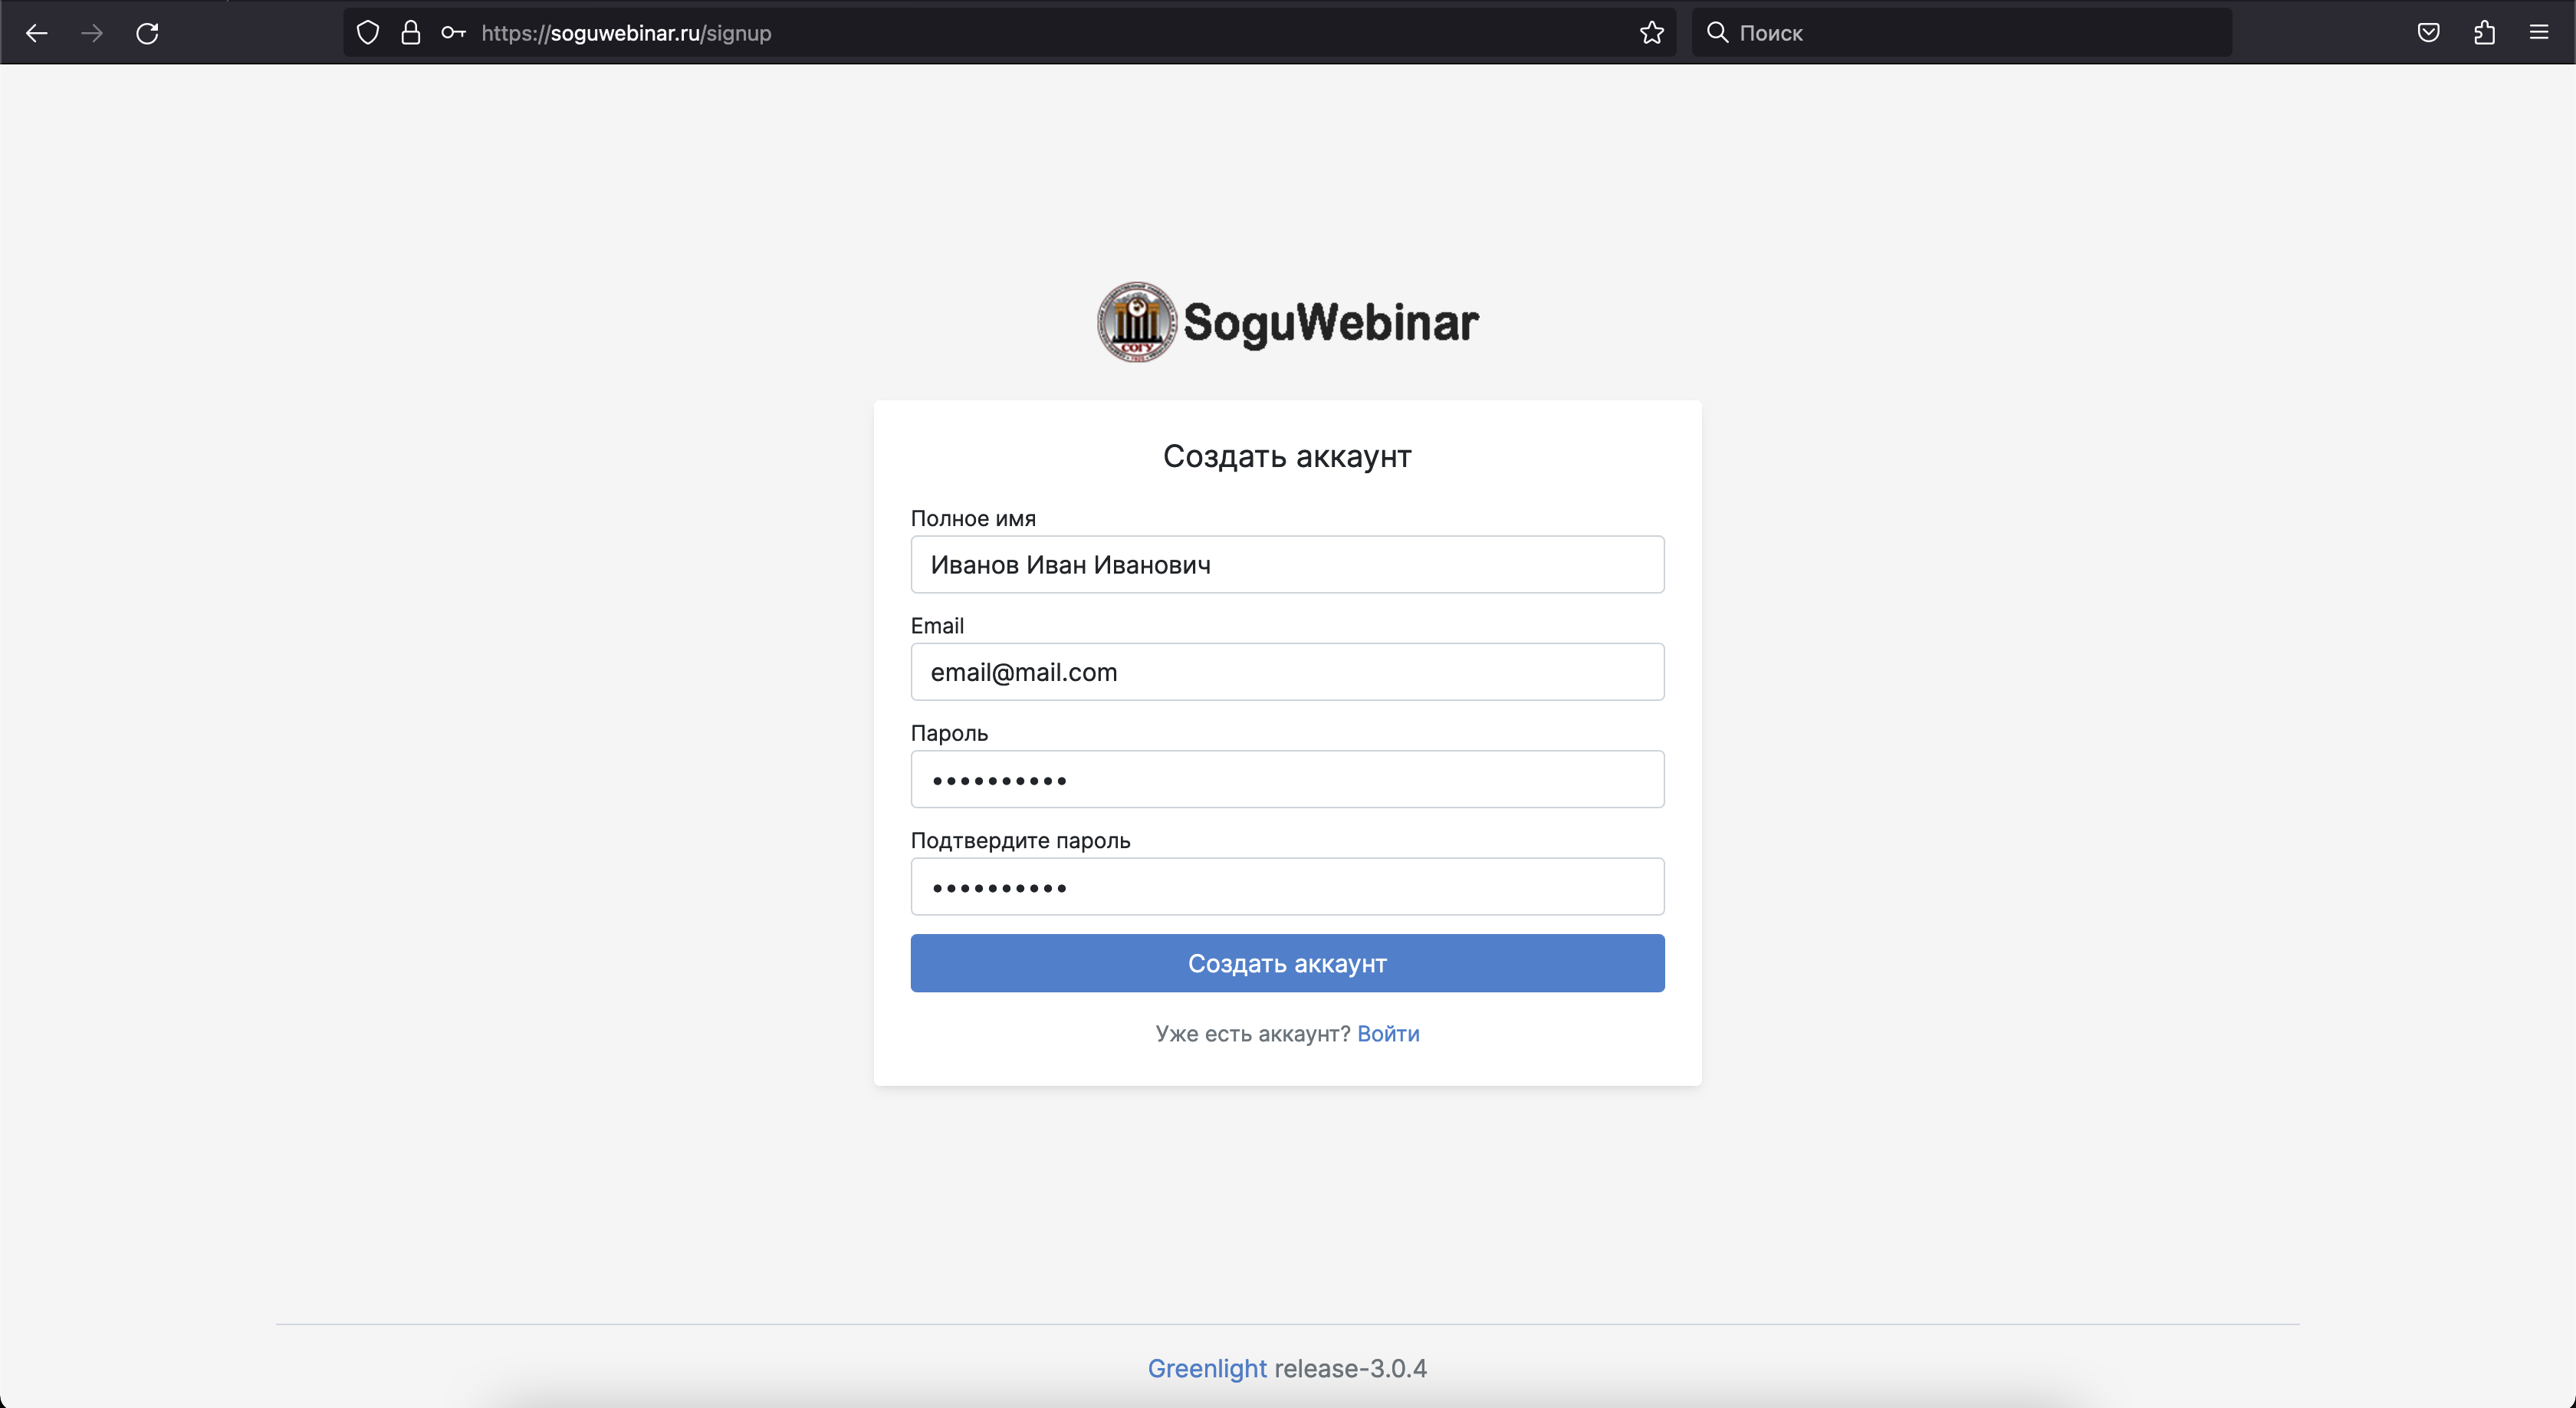 https://soguwebinar.ru/signup
Поиск
СОГУ
SoguWebinar
Создать аккаунт
Полное имя
Иванов Иван Иванович
Email
email@mail.com
Пароль
••••••••••
Подтвердите пароль
••••••••••
Создать аккаунт
Уже есть аккаунт? Войти
Greenlight release-3.0.4